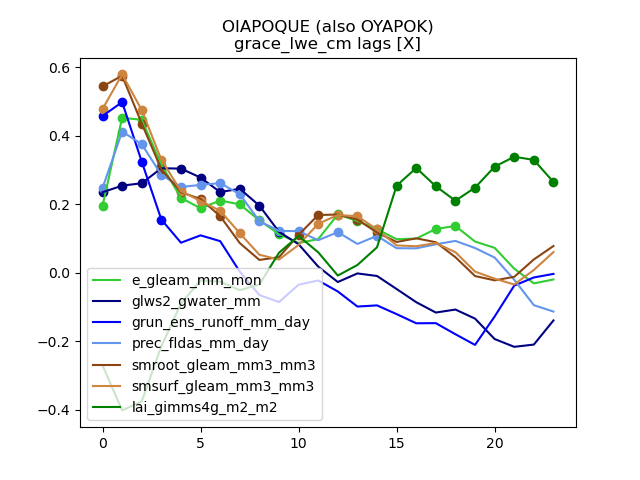 OIAPOQUE (also OYAPOK)
grace_lwe_cm lags [X]
0.6
0.4
0.2
0.0
−0.2
−0.4
e_gleam_mm_mon
glws2_gwater_mm
grun_ens_runoff_mm_day
prec_fldas_mm_day
smroot_gleam_mm3_mm3
smsurf_gleam_mm3_mm3
lai_gimms4g_m2_m2
0 5 10 15 20